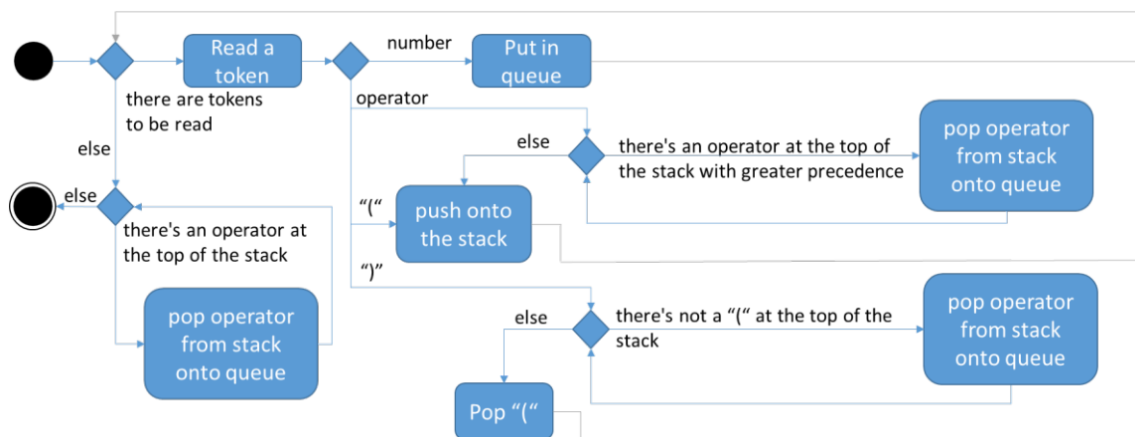 Read a
token
number
Put in
queue
there are tokens
to be read
operator
else
there's an operator at the top of
the stack with greater precedence
pop operator
from stack
onto queue
else
else
there's an operator at
the top of the stack
“(“
push onto
the stack
“)”
pop operator
from stack
onto queue
else
there's not a “(“ at the top of the
stack
pop operator
from stack
onto queue
Pop “(“